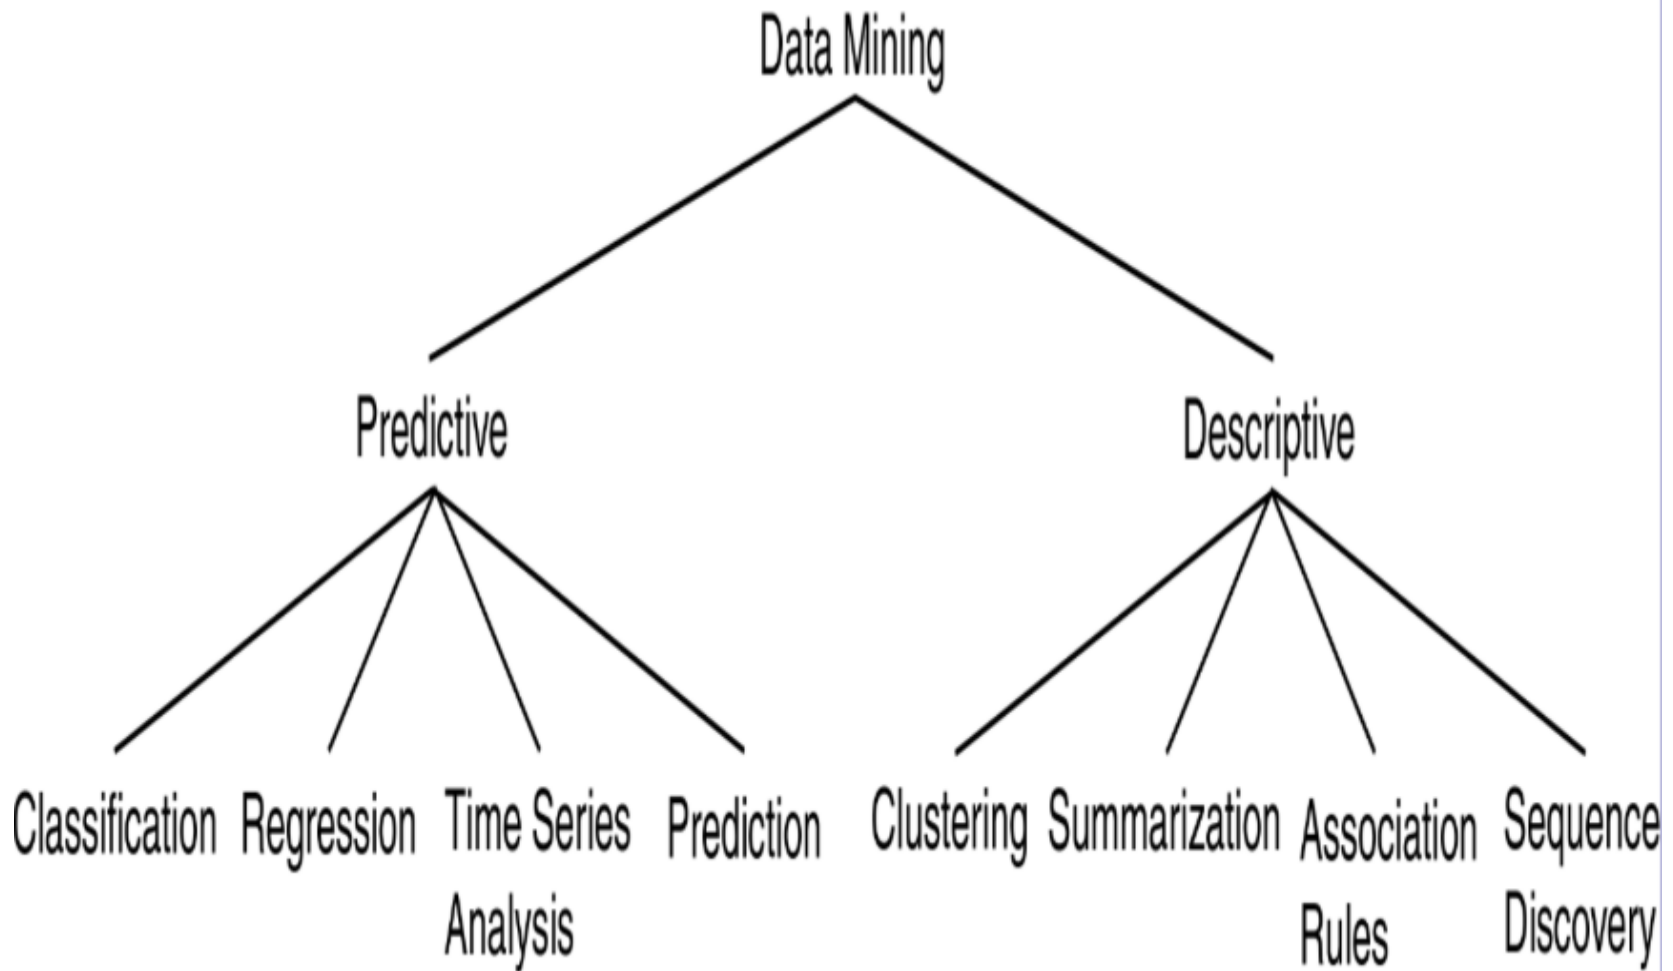 Data Mining
Predictive
Descriptive
Classification
Regression
Time Series
Analysis
Prediction
Clustering
Summarization
Association
Rules
Sequence
Discovery